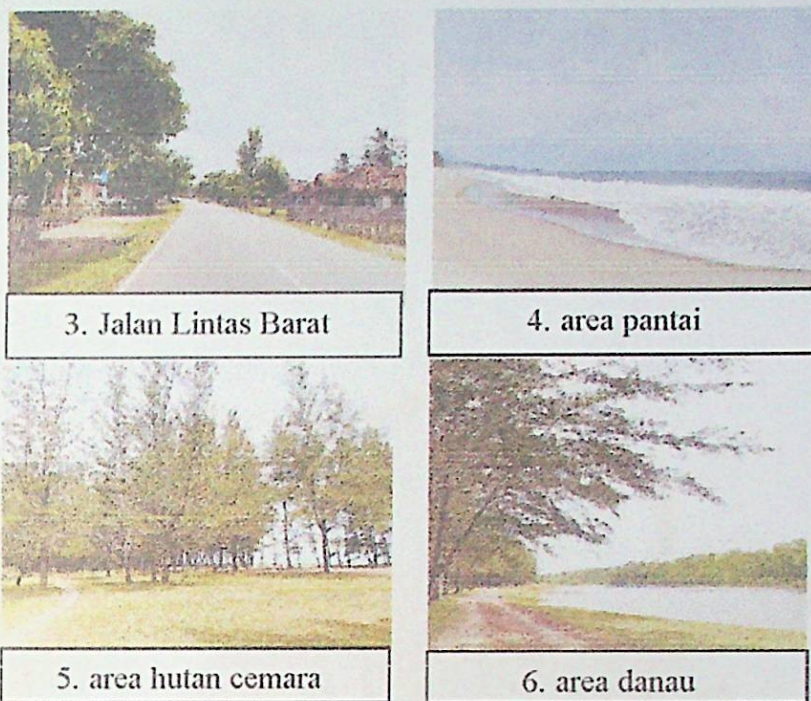 3. Jalan Lintas Barat
4. area pantai
5. area hutan cemara
6. area danau